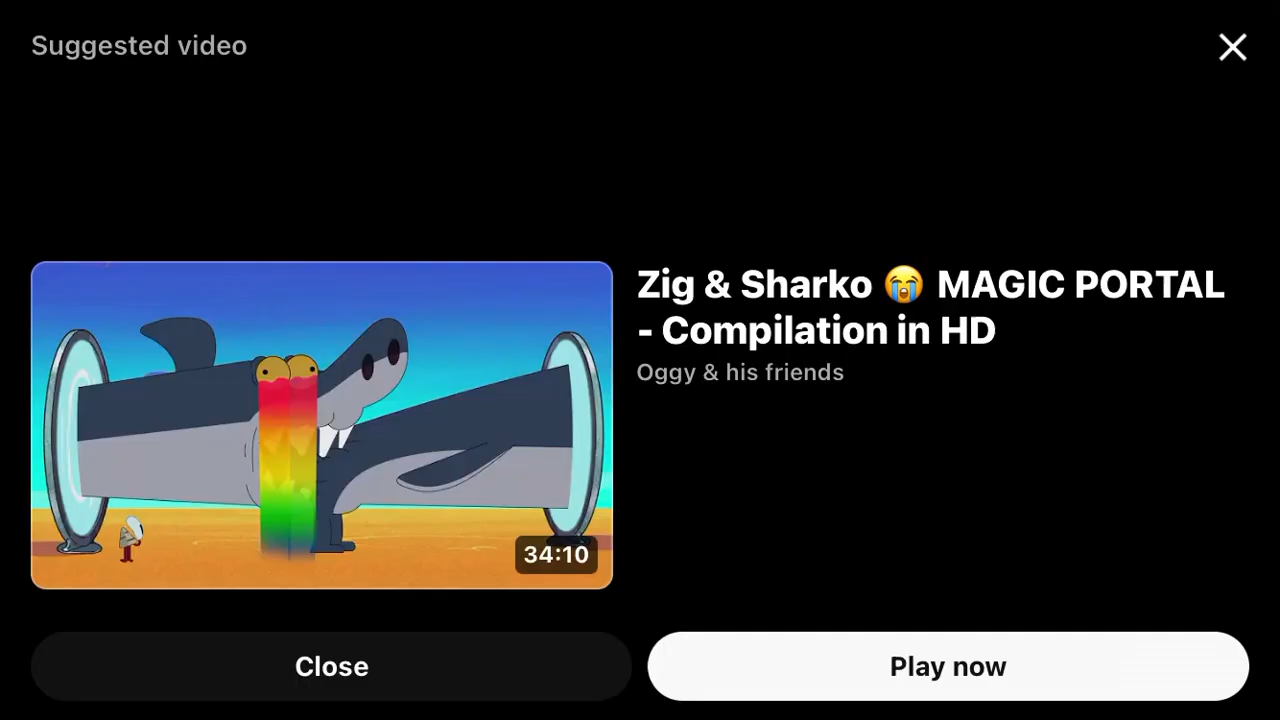 Suggested video
Zig & Sharko 😭 MAGIC PORTAL
- Compilation in HD
Oggy & his friends
34:10
Close
Play now